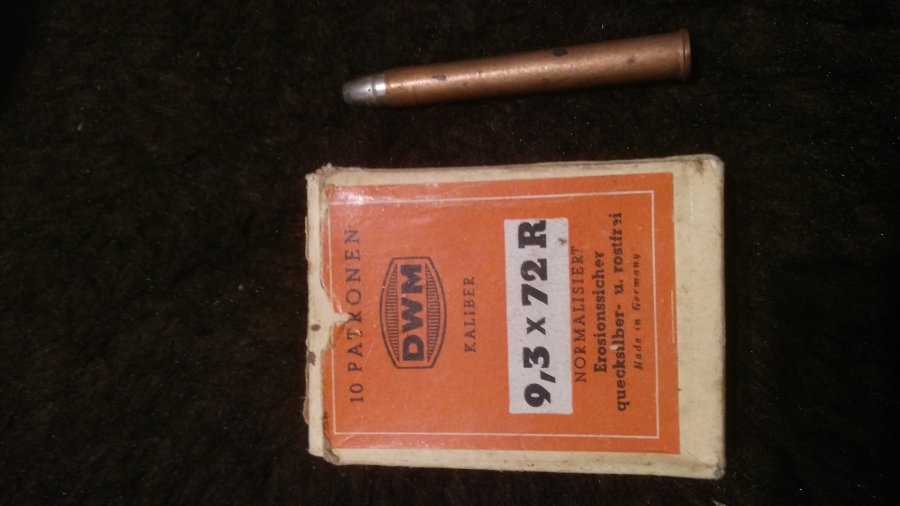 10 PATRONEN
DWM
KALIBER
9,3 x 72 R
NORMALISIERT
Erosionssicher
quecksilber- u. rostfrei
Made in Germany